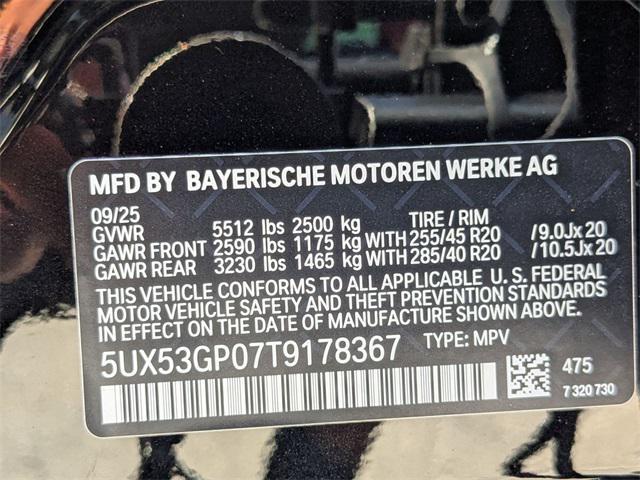 MFD BY BAYERISCHE MOTOREN WERKE AG
09/25
GVWR 5512 lbs 2500 kg TIRE / RIM
GAWR FRONT 2590 lbs 1175 kg WITH 255/45 R20 /9.0Jx20
GAWR REAR 3230 lbs 1465 kg WITH 285/40 R20 /10.5Jx20
THIS VEHICLE CONFORMS TO ALL APPLICABLE U. S. FEDERAL
MOTOR VEHICLE SAFETY AND THEFT PREVENTION STANDARDS
IN EFFECT ON THE DATE OF MANUFACTURE SHOWN ABOVE.
5UX53GP07T9178367 TYPE: MPV
475
7 320 730